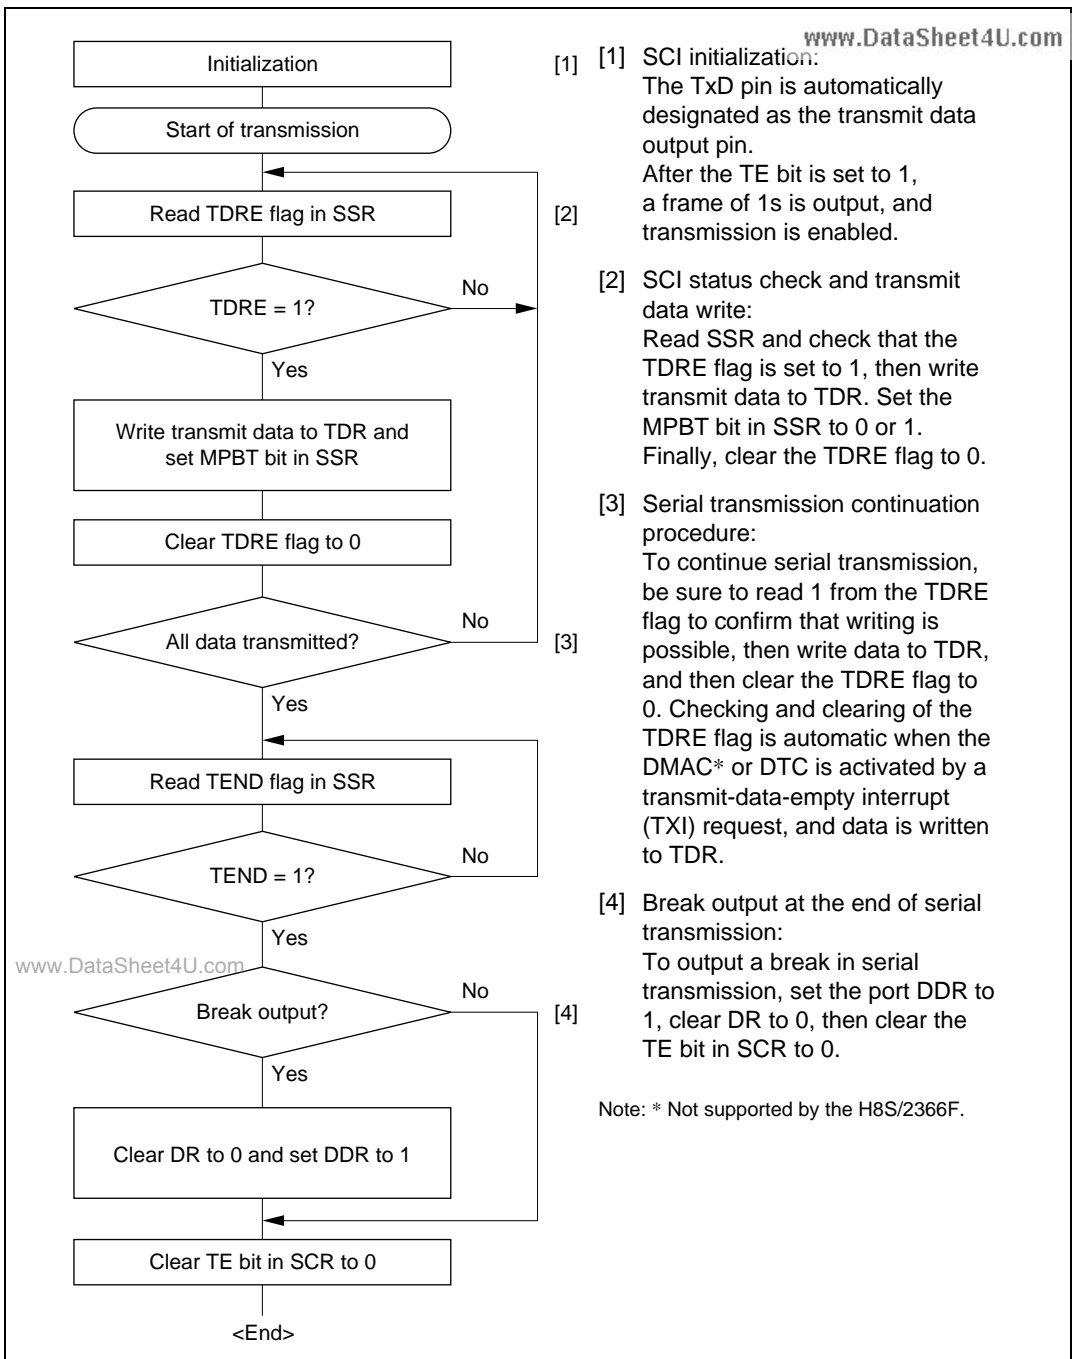 www.DataSheet4U.com
Initialization
[1]
Start of transmission
Read TDRE flag in SSR
[2]
TDRE = 1?
No
Yes
Write transmit data to TDR and
set MPBT bit in SSR
Clear TDRE flag to 0
All data transmitted?
No
[3]
Yes
Read TEND flag in SSR
TEND = 1?
No
Yes
www.DataSheet4U.com
Break output?
No
[4]
Yes
Clear DR to 0 and set DDR to 1
Clear TE bit in SCR to 0
<End>
[1] SCI initialization:
The TxD pin is automatically
designated as the transmit data
output pin.
After the TE bit is set to 1,
a frame of 1s is output, and
transmission is enabled.
[2] SCI status check and transmit
data write:
Read SSR and check that the
TDRE flag is set to 1, then write
transmit data to TDR. Set the
MPBT bit in SSR to 0 or 1.
Finally, clear the TDRE flag to 0.
[3] Serial transmission continuation
procedure:
To continue serial transmission,
be sure to read 1 from the TDRE
flag to confirm that writing is
possible, then write data to TDR,
and then clear the TDRE flag to
0. Checking and clearing of the
TDRE flag is automatic when the
DMAC* or DTC is activated by a
transmit-data-empty interrupt
(TXI) request, and data is written
to TDR.
[4] Break output at the end of serial
transmission:
To output a break in serial
transmission, set the port DDR to
1, clear DR to 0, then clear the
TE bit in SCR to 0.
Note: * Not supported by the H8S/2366F.